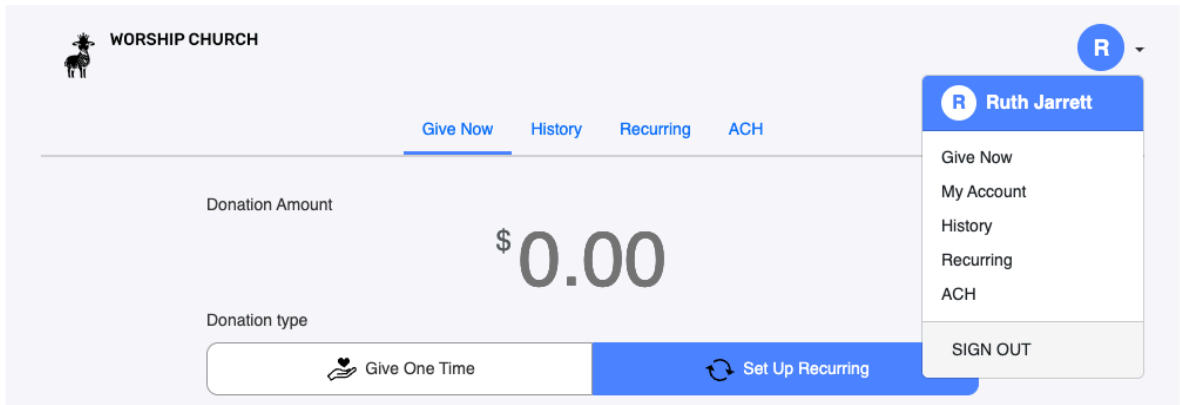 WORSHIP CHURCH
R
R Ruth Jarrett
Give Now History Recurring ACH
Give Now
My Account
History
Recurring
ACH
SIGN OUT
Donation Amount
$0.00
Donation type
Give One Time
Set Up Recurring